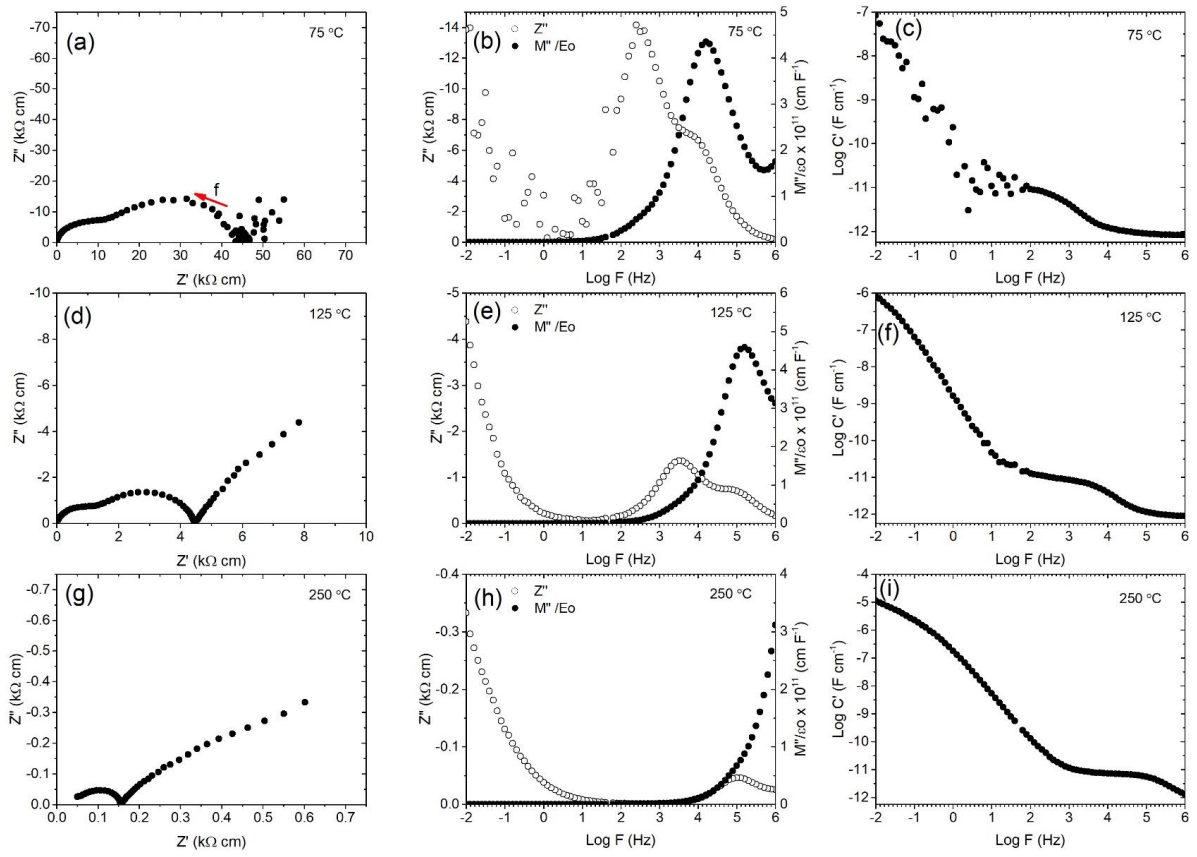 (a) 75 °C
f
-70
-60
-50
-40
-30
-20
-10
0
Z'' (kΩ cm)
0 10 20 30 40 50 60 70
Z' (kΩ cm)
(b) Z'' 75 °C
M'' /Eo
-14
-12
-10
-8
-6
-4
-2
0
Z'' (kΩ cm)
5
4
3
2
1
0
M''/εo x 10¹¹ (cm F⁻¹)
-2 -1 0 1 2 3 4 5 6
Log F (Hz)
(c) 75 °C
-7
-8
-9
-10
-11
-12
Log C' (F cm⁻¹)
-2 -1 0 1 2 3 4 5 6
Log F (Hz)
(d) 125 °C
-10
-8
-6
-4
-2
0
Z'' (kΩ cm)
0 2 4 6 8 10
Z' (kΩ cm)
(e) Z'' 125 °C
M'' /Eo
-5
-4
-3
-2
-1
0
Z'' (kΩ cm)
6
5
4
3
2
1
0
M''/εo x 10¹¹ (cm F⁻¹)
-2 -1 0 1 2 3 4 5 6
Log F (Hz)
(f) 125 °C
-6
-7
-8
-9
-10
-11
-12
Log C' (F cm⁻¹)
-2 -1 0 1 2 3 4 5 6
Log F (Hz)
(g) 250 °C
-0.7
-0.6
-0.5
-0.4
-0.3
-0.2
-0.1
0.0
Z'' (kΩ cm)
0.0 0.1 0.2 0.3 0.4 0.5 0.6 0.7
Z' (kΩ cm)
(h) Z'' 250 °C
M'' /Eo
-0.4
-0.3
-0.2
-0.1
0.0
Z'' (kΩ cm)
4
3
2
1
0
M''/εo x 10¹¹ (cm F⁻¹)
-2 -1 0 1 2 3 4 5 6
Log F (Hz)
(i) 250 °C
-4
-5
-6
-7
-8
-9
-10
-11
-12
Log C' (F cm⁻¹)
-2 -1 0 1 2 3 4 5 6
Log F (Hz)